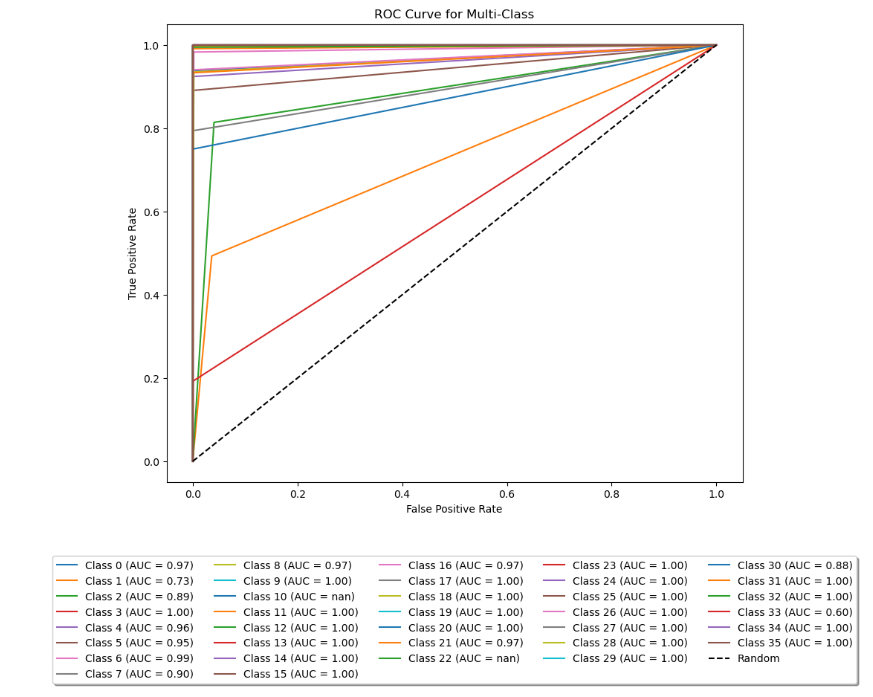 ROC Curve for Multi-Class
1.0
0.8
0.6
0.4
0.2
0.0
True Positive Rate
0.0 0.2 0.4 0.6 0.8 1.0
False Positive Rate
Class 0 (AUC = 0.97)
Class 1 (AUC = 0.73)
Class 2 (AUC = 0.89)
Class 3 (AUC = 1.00)
Class 4 (AUC = 0.96)
Class 5 (AUC = 0.95)
Class 6 (AUC = 0.99)
Class 7 (AUC = 0.90)
Class 8 (AUC = 0.97)
Class 9 (AUC = 1.00)
Class 10 (AUC = nan)
Class 11 (AUC = 1.00)
Class 12 (AUC = 1.00)
Class 13 (AUC = 1.00)
Class 14 (AUC = 1.00)
Class 15 (AUC = 1.00)
Class 16 (AUC = 0.97)
Class 17 (AUC = 1.00)
Class 18 (AUC = 1.00)
Class 19 (AUC = 1.00)
Class 20 (AUC = 1.00)
Class 21 (AUC = 0.97)
Class 22 (AUC = nan)
Class 23 (AUC = 1.00)
Class 24 (AUC = 1.00)
Class 25 (AUC = 1.00)
Class 26 (AUC = 1.00)
Class 27 (AUC = 1.00)
Class 28 (AUC = 1.00)
Class 29 (AUC = 1.00)
Class 30 (AUC = 0.88)
Class 31 (AUC = 1.00)
Class 32 (AUC = 1.00)
Class 33 (AUC = 0.60)
Class 34 (AUC = 1.00)
Class 35 (AUC = 1.00)
Random